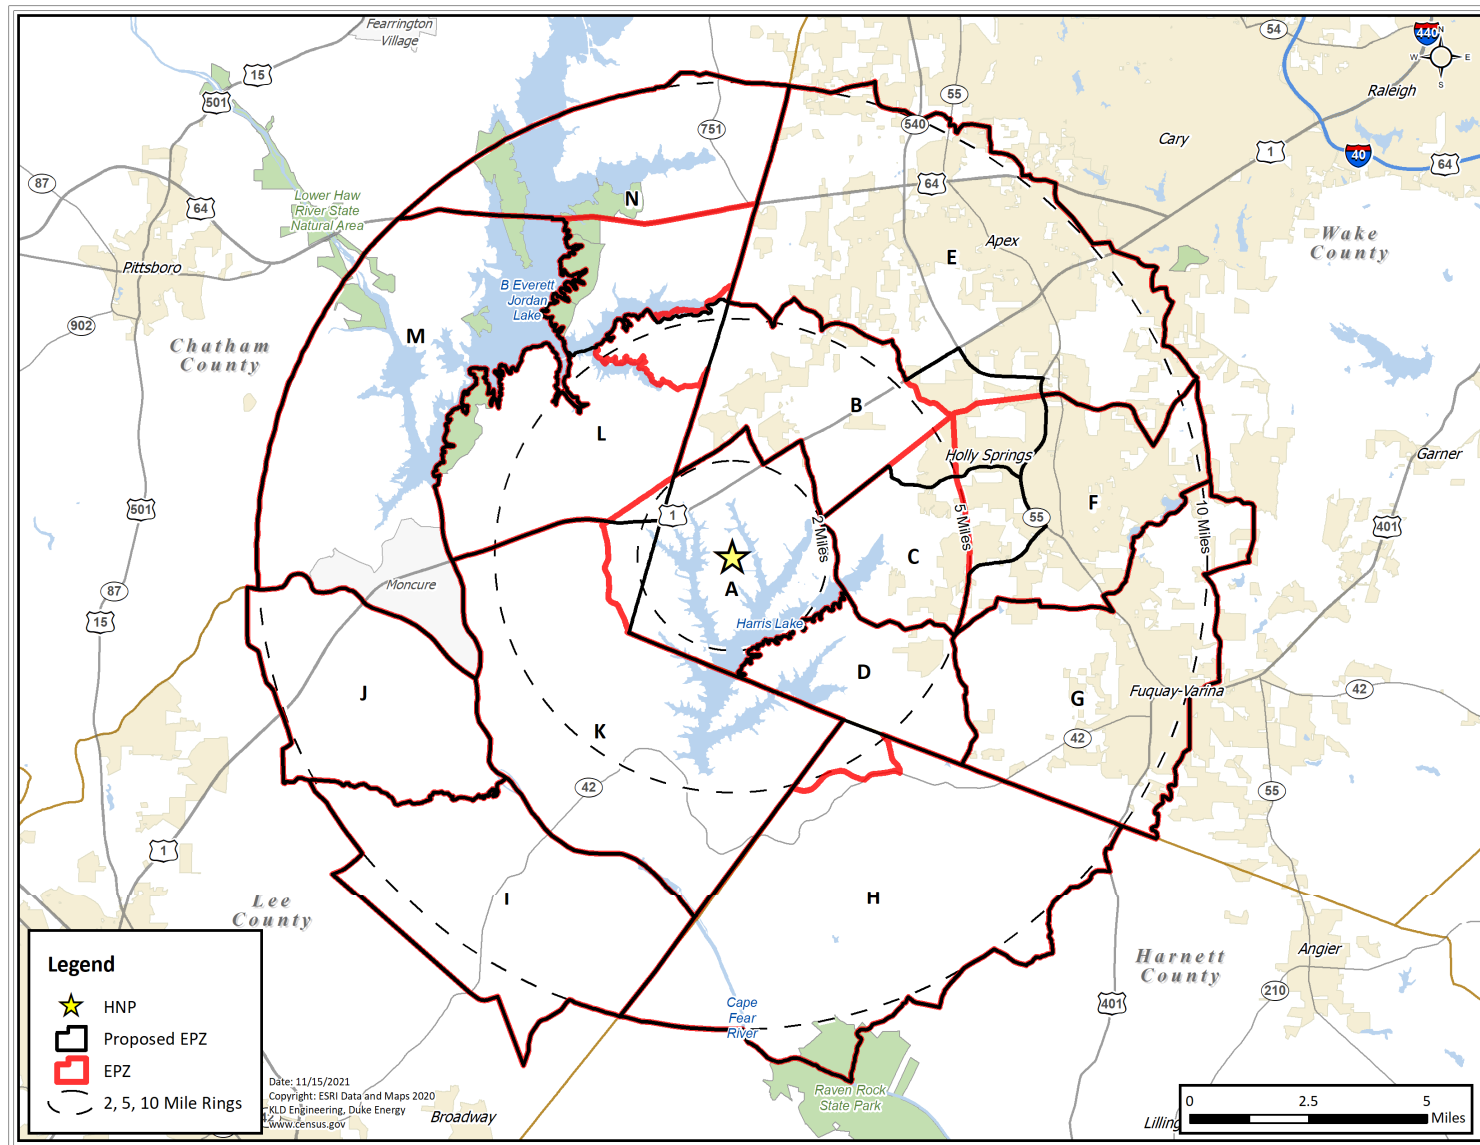 Fearrington
Village
54
440
N
W
E
S
15
501
55
Raleigh
751
540
Cary
1
40
64
87
64
N
64
Lower Haw
River State
Natural Area
Wake
County
E
Apex
Pittsboro
B Everett
Jordan
Lake
902
M
Chatham
County
B
L
Holly Springs
Garner
501
1
2 Miles
5 Miles
55
F
10 Miles
401
C
A
Moncure
87
15
Harris Lake
D
J
G
Fuquay-Varina
42
K
42
42
55
1
I
H
Lee
County
Harnett
County
Angier
210
401
Cape
Fear
River
Raven Rock
State Park
Broadway
Legend
HNP
Proposed EPZ
EPZ
2, 5, 10 Mile Rings
Date: 11/15/2021
Copyright: ESRI Data and Maps 2020
KLD Engineering, Duke Energy
www.census.gov
42
0
2.5
5
Miles